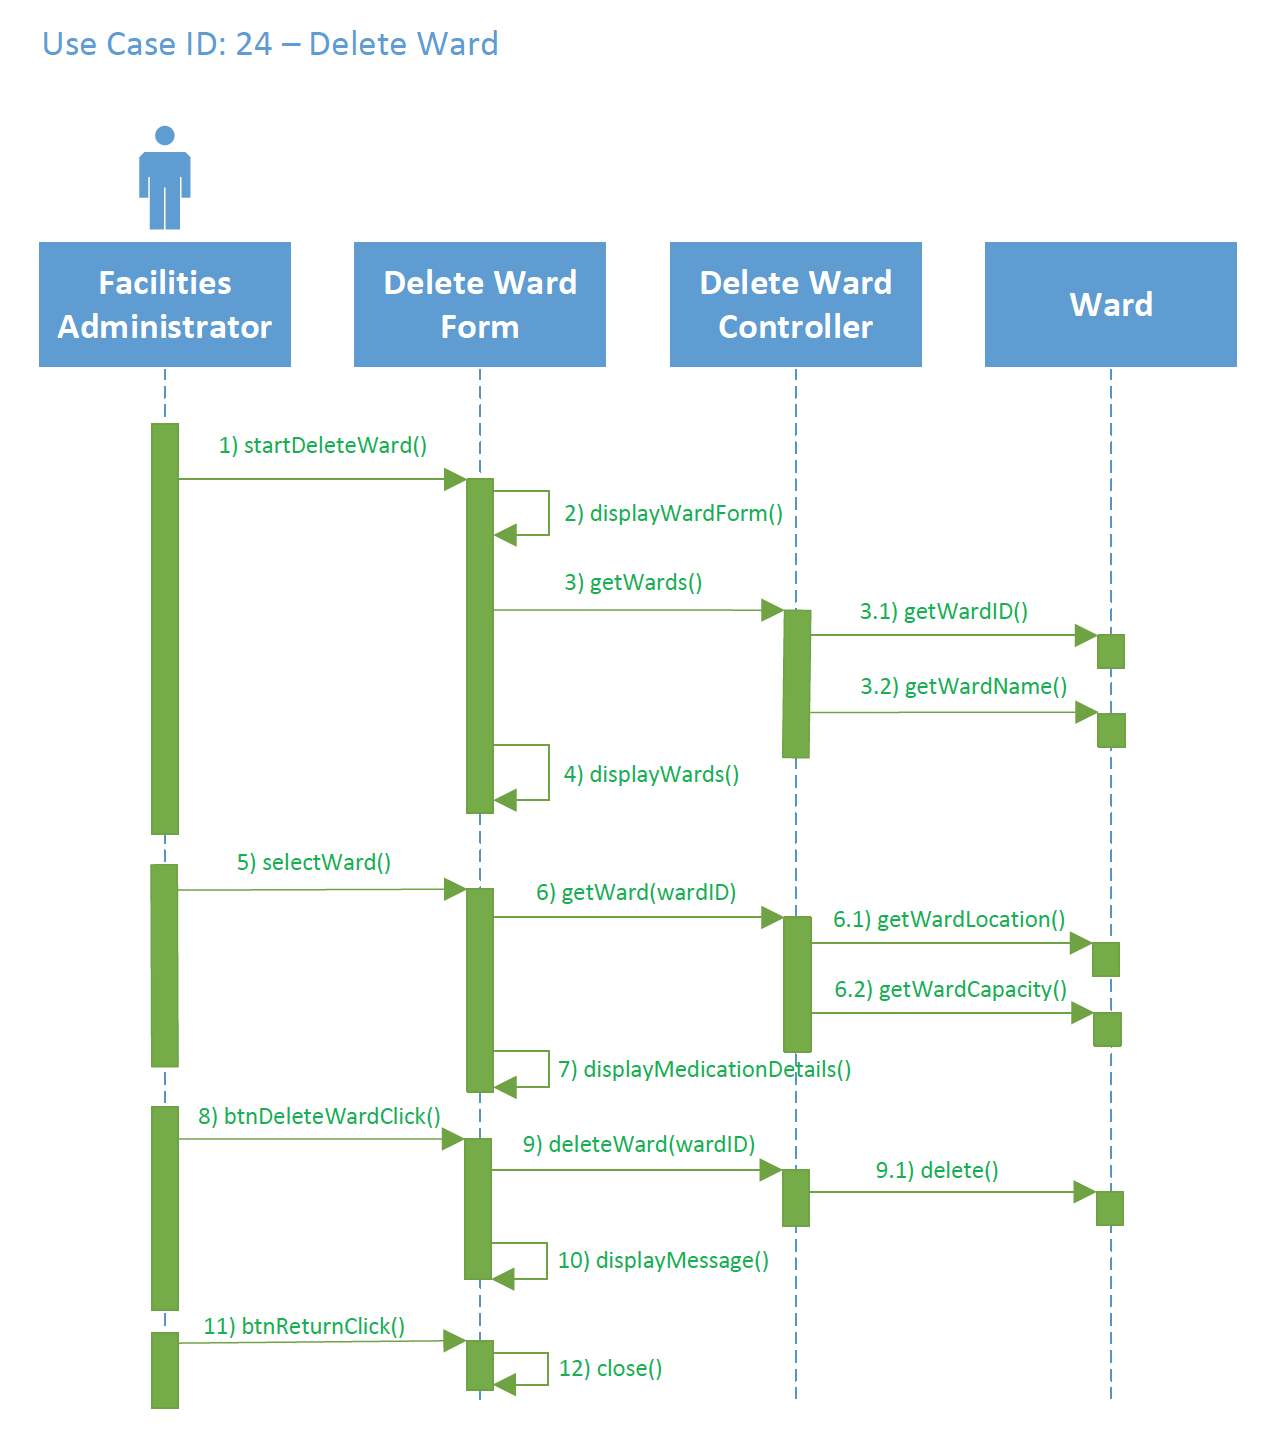 Use Case ID: 24 – Delete Ward
Facilities
Administrator
Delete Ward
Form
Delete Ward
Controller
Ward
1) startDeleteWard()
2) displayWardForm()
3) getWards()
3.1) getWardID()
3.2) getWardName()
4) displayWards()
5) selectWard()
6) getWard(wardID)
6.1) getWardLocation()
6.2) getWardCapacity()
7) displayMedicationDetails()
8) btnDeleteWardClick()
9) deleteWard(wardID)
9.1) delete()
10) displayMessage()
11) btnReturnClick()
12) close()